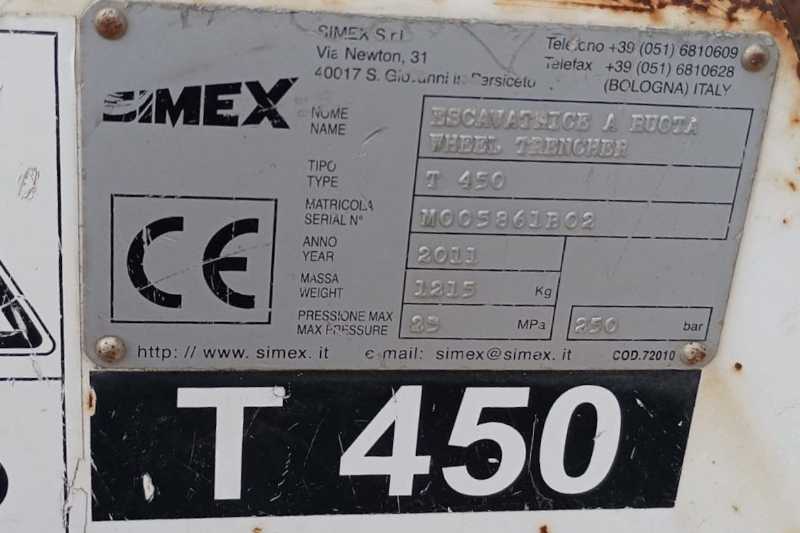 SIMEX S.r.l.
Via Newton, 31
40017 S. Giovanni in Persiceto
Telefono +39 (051) 6810609
Telefax +39 (051) 6810628
(BOLOGNA) ITALY
SIMEX
NOME
NAME
ESCAVATRICE A RUOTA
WHEEL TRENCHER
TIPO
TYPE
T 450
MATRICOLA
SERIAL N°
M005861B02
ANNO
YEAR
2011
MASSA
WEIGHT
1215 Kg
PRESSIONE MAX
MAX PRESSURE
25 MPa 250 bar
CE
http: // www. simex. it e-mail: simex@simex. it COD.72010
T 450